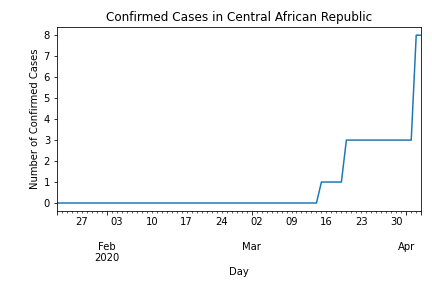 Confirmed Cases in Central African Republic
Number of Confirmed Cases
8
7
6
5
4
3
2
1
0
27 03 10 17 24 02 09 16 23 30
Feb Mar Apr
2020
Day